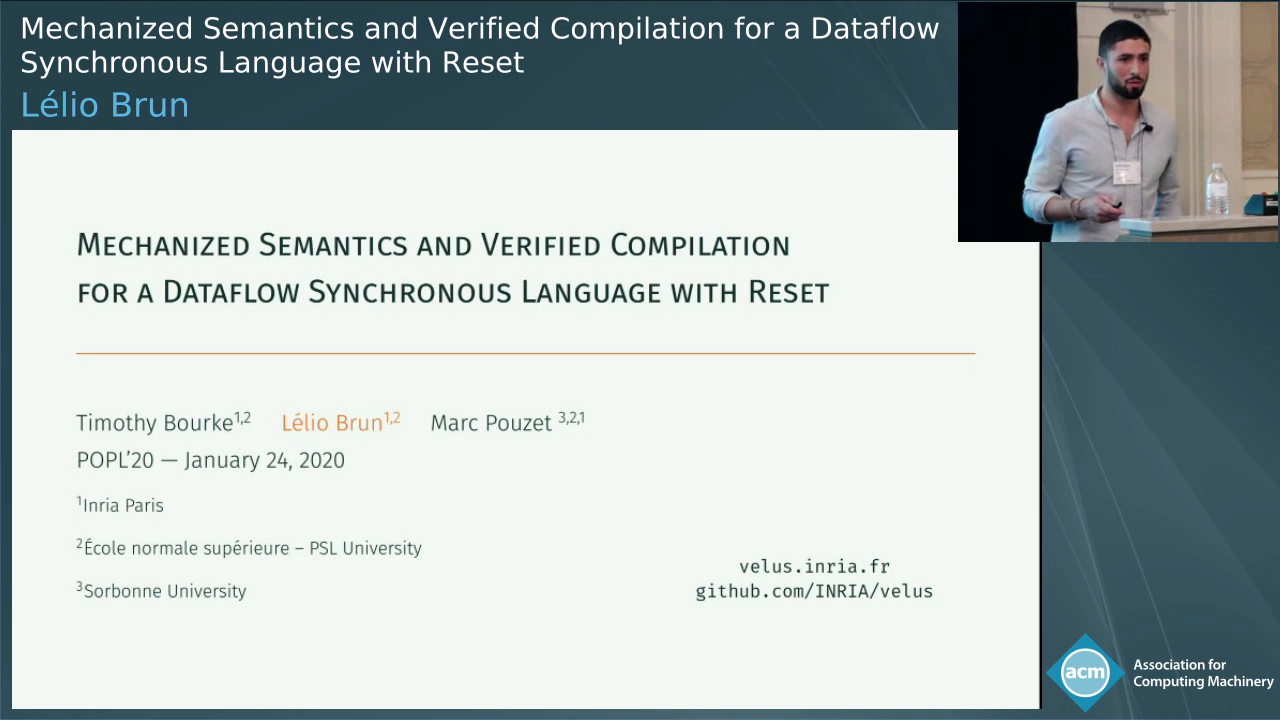 Mechanized Semantics and Verified Compilation for a Dataflow
Synchronous Language with Reset
Lélio Brun
Mechanized Semantics and Verified Compilation
for a Dataflow Synchronous Language with Reset
Timothy Bourke1,2 Lélio Brun1,2 Marc Pouzet 3,2,1
POPL'20 — January 24, 2020
1Inria Paris
2École normale supérieure – PSL University
3Sorbonne University
velus.inria.fr
github.com/INRIA/velus
acm
Association for
Computing Machinery